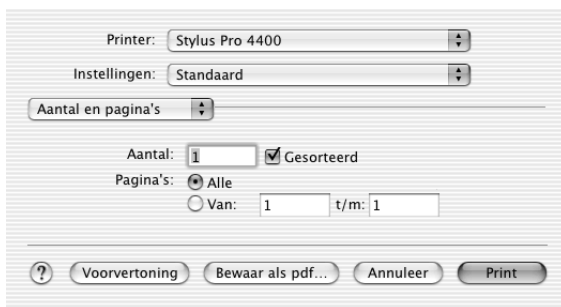 Printer: Stylus Pro 4400
Instellingen: Standaard
Aantal en pagina's
Aantal: 1 Gesorteerd
Pagina's: Alle
Van: 1 t/m: 1
? Voorvertoning Bewaar als pdf... Annuleer Print